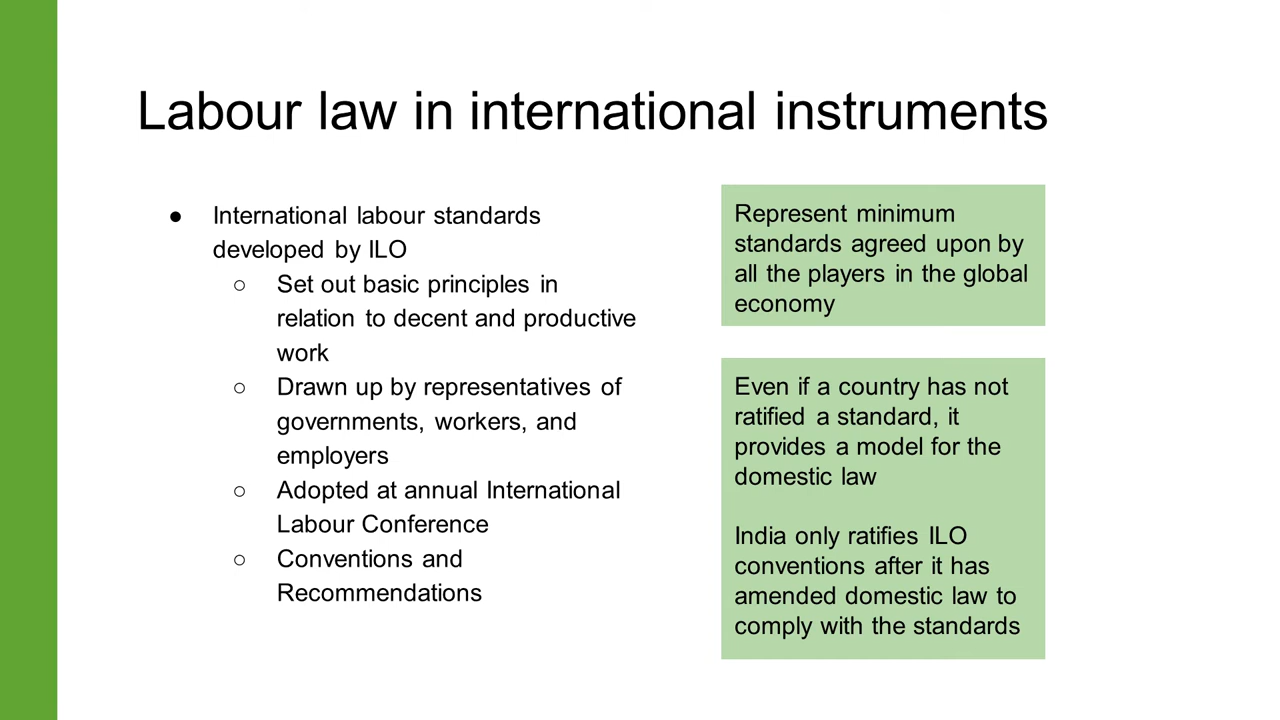 Labour law in international instruments
● International labour standards
developed by ILO
○ Set out basic principles in
relation to decent and productive
work
○ Drawn up by representatives of
governments, workers, and
employers
○ Adopted at annual International
Labour Conference
○ Conventions and
Recommendations
Represent minimum
standards agreed upon by
all the players in the global
economy
Even if a country has not
ratified a standard, it
provides a model for the
domestic law
India only ratifies ILO
conventions after it has
amended domestic law to
comply with the standards